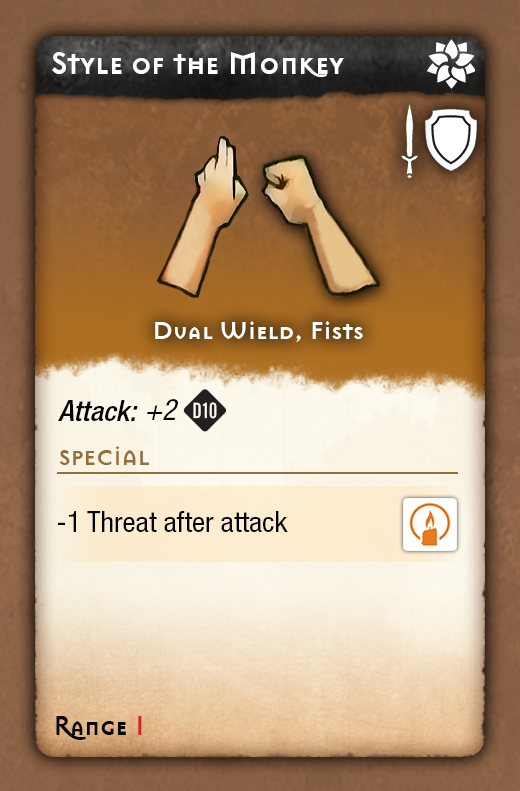 Style of the Monkey
Dual Wield, Fists
Attack: +2 D10
SPECIAL
-1 Threat after attack
Range I